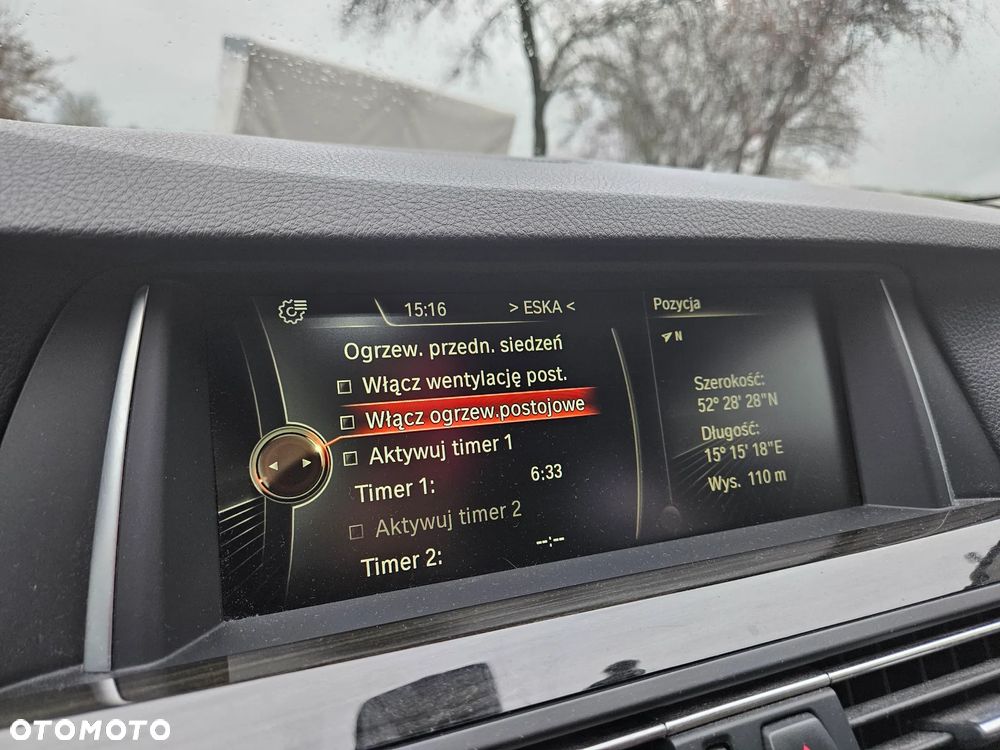 15:16
> ESKA <
Ogrzew. przedn. siedzeń
Włącz wentylację post.
Włącz ogrzew.postojowe
Aktywuj timer 1
Timer 1: 6:33
Aktywuj timer 2
Timer 2: --:--
Pozycja
N
Szerokość:
52° 28' 28"N
Długość:
15° 15' 18"E
Wys. 110 m
OTOMOTO